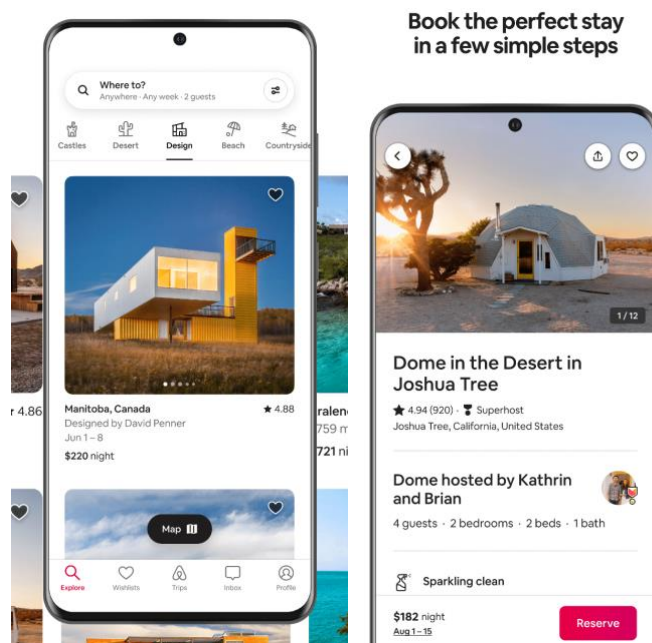 Where to?
Anywhere · Any week · 2 guests
Castles
Desert
Design
Beach
Countryside
4.86
Manitoba, Canada
★ 4.88
Designed by David Penner
Jun 1 – 8
$220 night
759
721
Map
Explore
Wishlists
Trips
Inbox
Profile
Book the perfect stay
in a few simple steps
1 / 12
Dome in the Desert in
Joshua Tree
★ 4.94 (920) · Superhost
Joshua Tree, California, United States
Dome hosted by Kathrin
and Brian
4 guests · 2 bedrooms · 2 beds · 1 bath
Sparkling clean
$182 night
Aug 1 – 15
Reserve